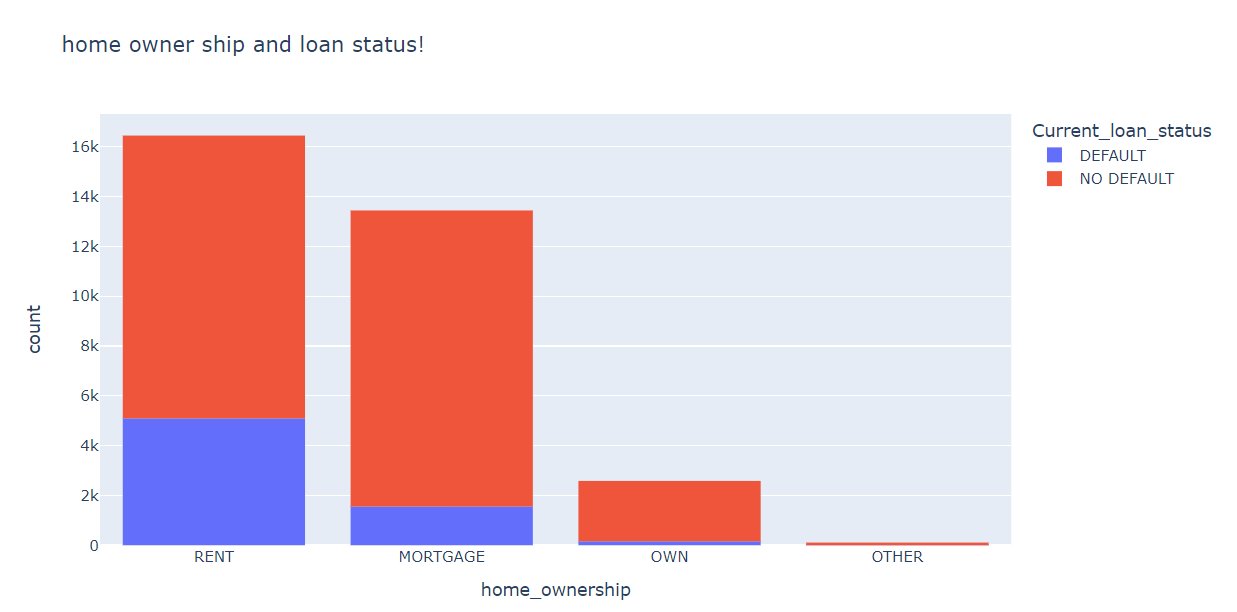 home owner ship and loan status!
Current_loan_status
DEFAULT
NO DEFAULT
16k
14k
12k
10k
8k
6k
4k
2k
0
count
RENT
MORTGAGE
OWN
OTHER
home_ownership